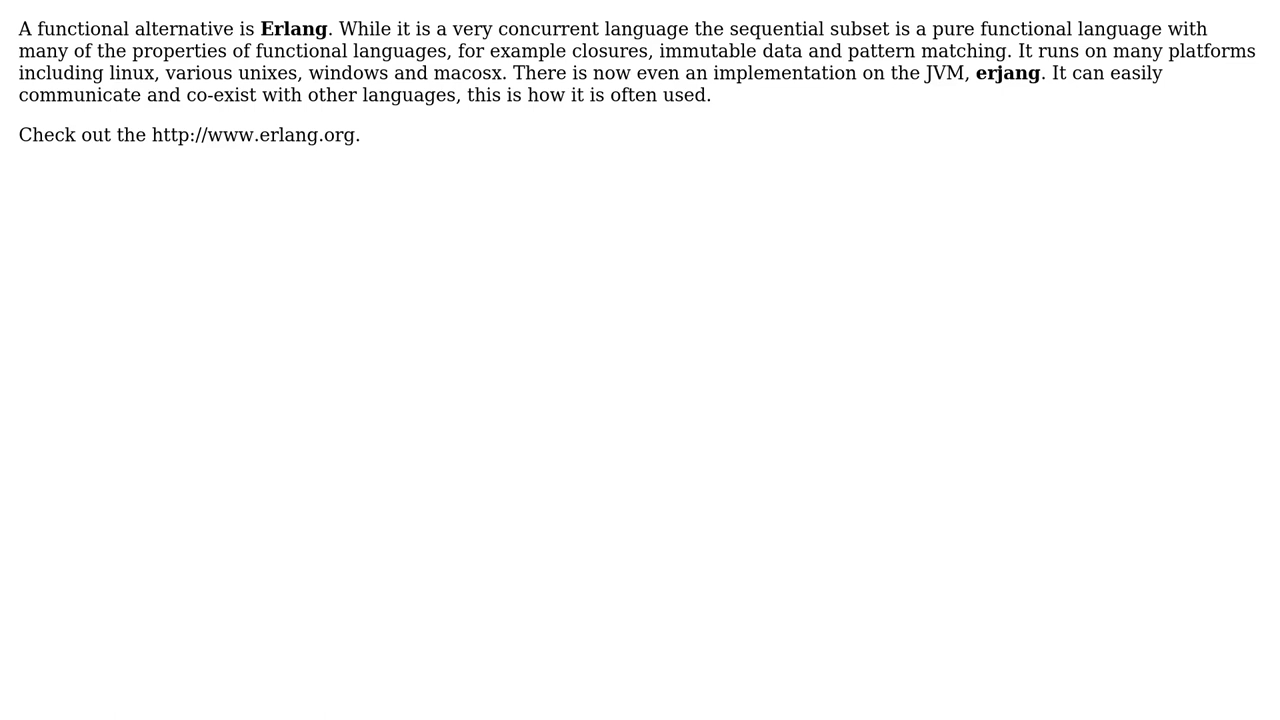 A functional alternative is Erlang. While it is a very concurrent language the sequential subset is a pure functional language with
many of the properties of functional languages, for example closures, immutable data and pattern matching. It runs on many platforms
including linux, various unixes, windows and macosx. There is now even an implementation on the JVM, erjang. It can easily
communicate and co-exist with other languages, this is how it is often used.
Check out the http://www.erlang.org.